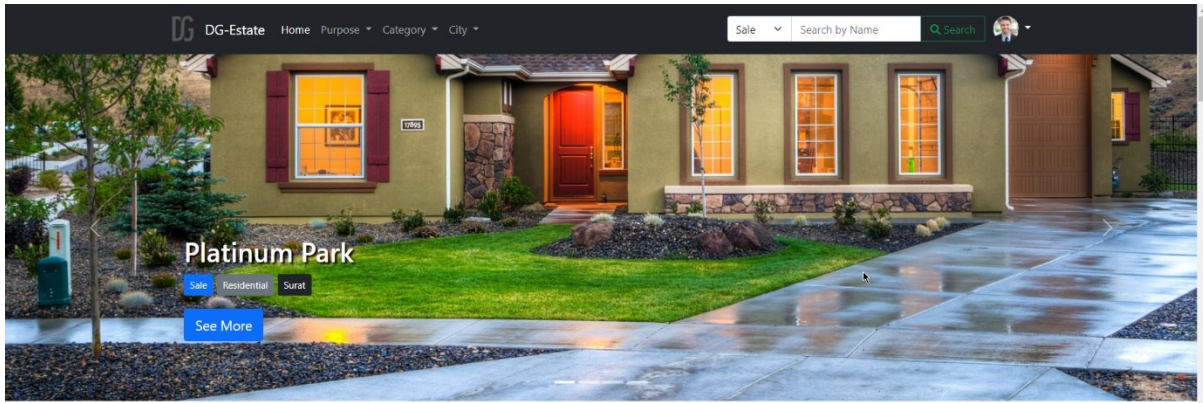 DG DG-Estate Home Purpose Category City Sale Search by Name Search
17895
Platinum Park
Sale Residential Surat
See More